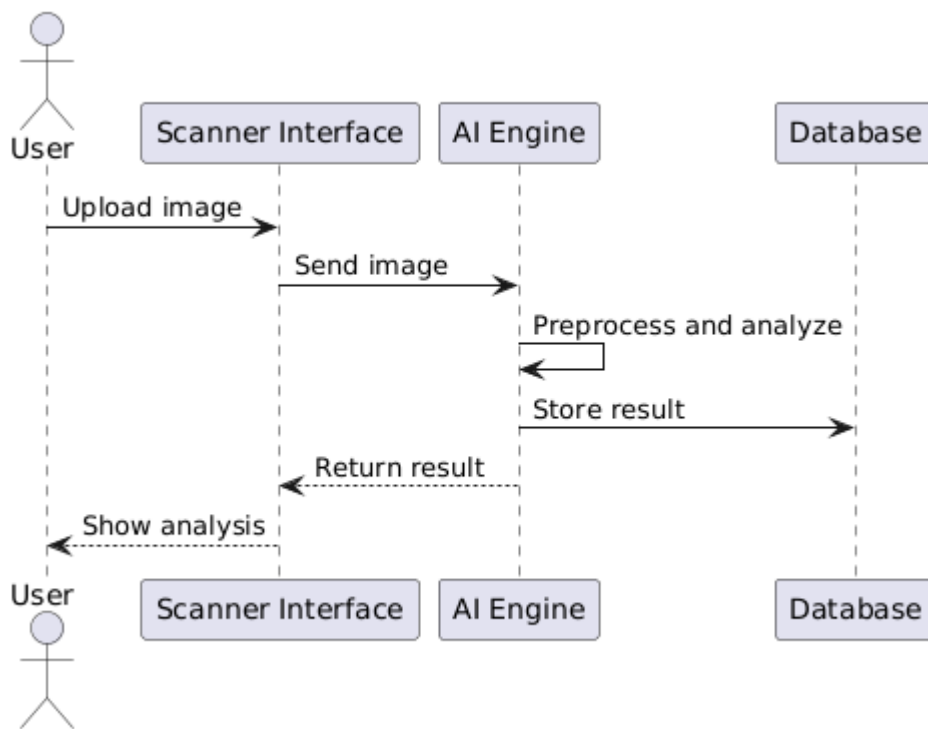 User
Scanner Interface
AI Engine
Database
Upload image
Send image
Preprocess and analyze
Store result
Return result
Show analysis
User
Scanner Interface
AI Engine
Database